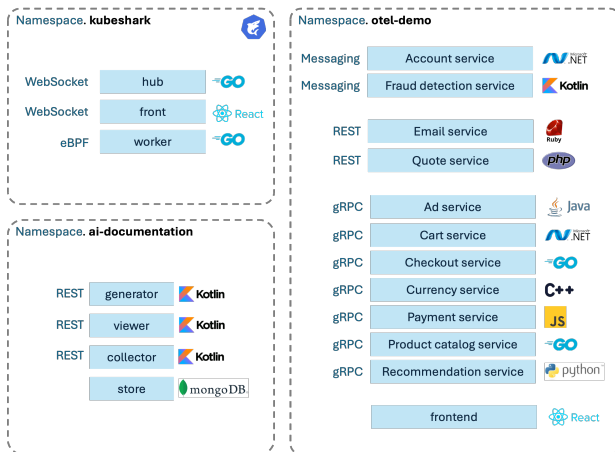 Namespace. kubeshark
WebSocket hub GO
WebSocket front React
eBPF worker GO
Namespace. ai-documentation
REST generator Kotlin
REST viewer Kotlin
REST collector Kotlin
store mongoDB.
Namespace. otel-demo
Messaging Account service Microsoft .NET
Messaging Fraud detection service Kotlin
REST Email service Ruby
REST Quote service php
gRPC Ad service Java
gRPC Cart service Microsoft .NET
gRPC Checkout service GO
gRPC Currency service C++
gRPC Payment service JS
gRPC Product catalog service GO
gRPC Recommendation service python
frontend React